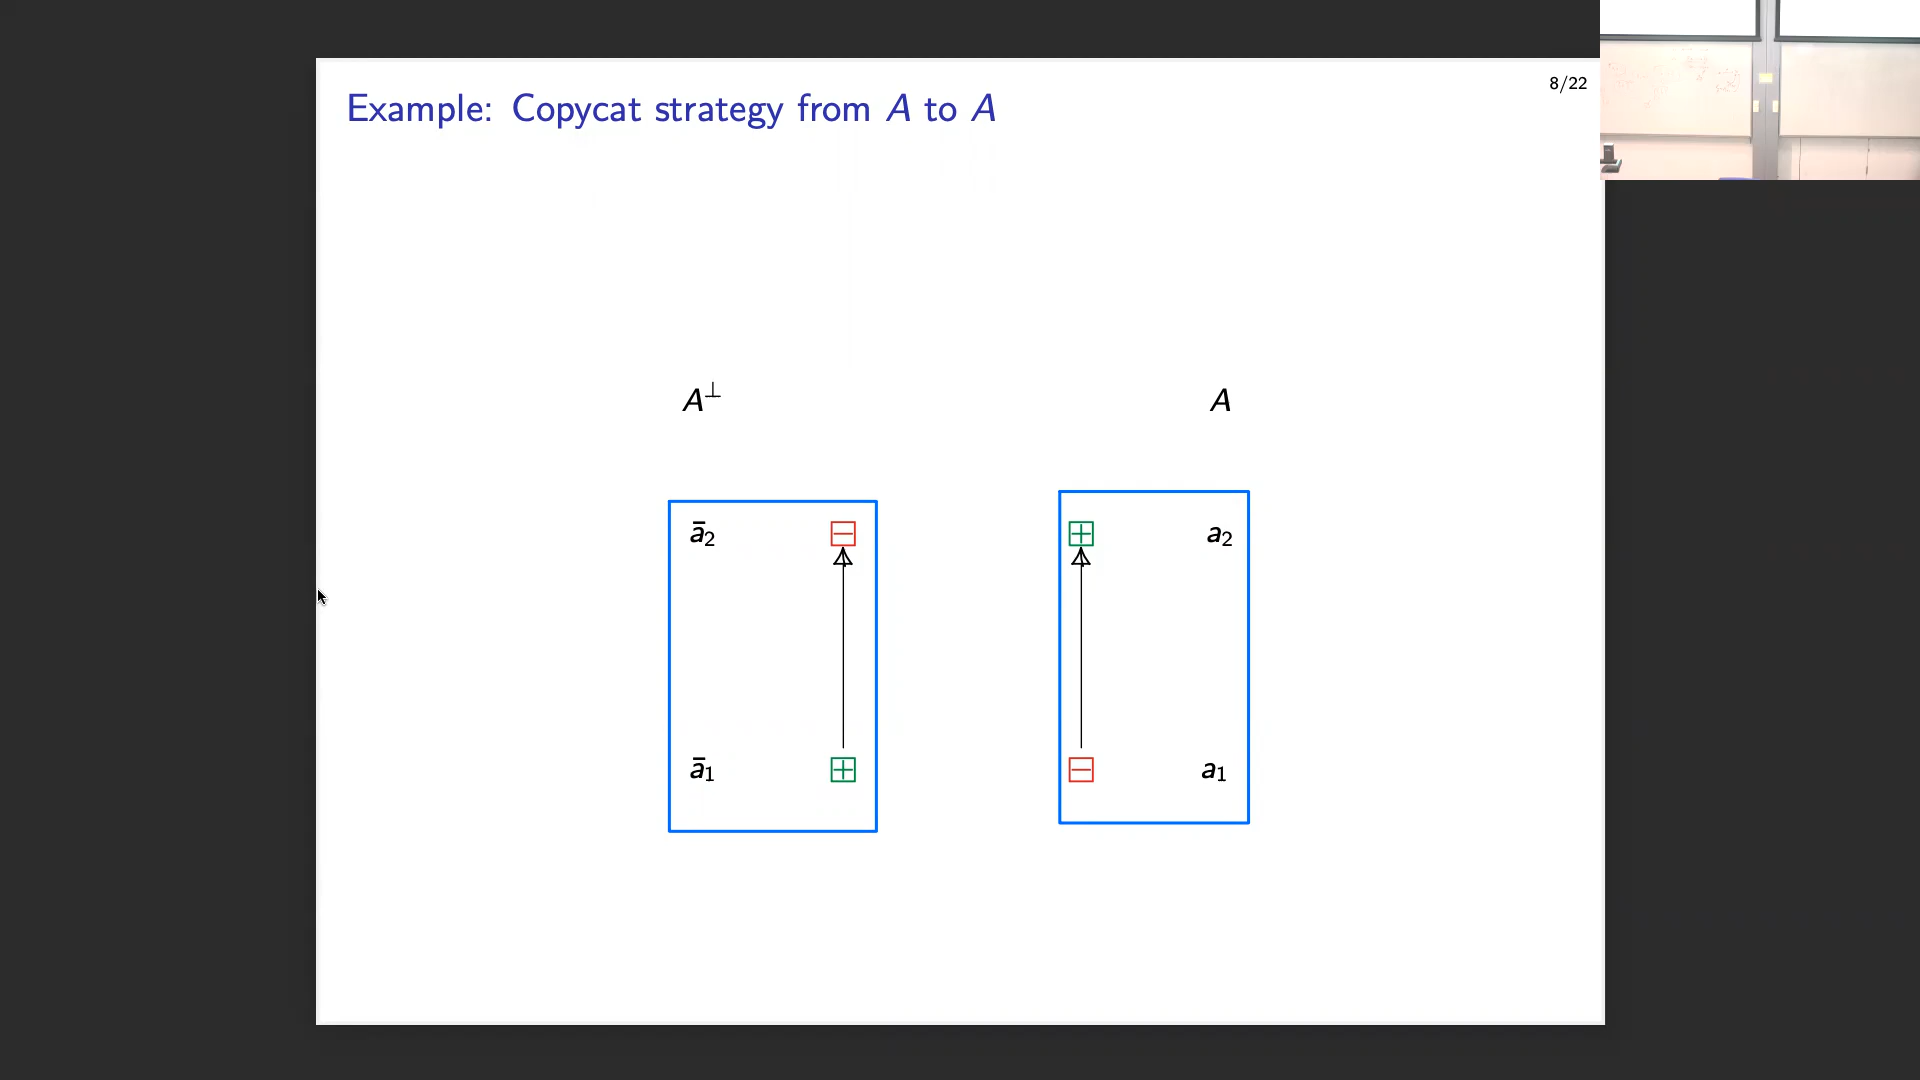 8/22
Example: Copycat strategy from A to A
A⊥ A
ā₂ a₂
ā₁ a₁